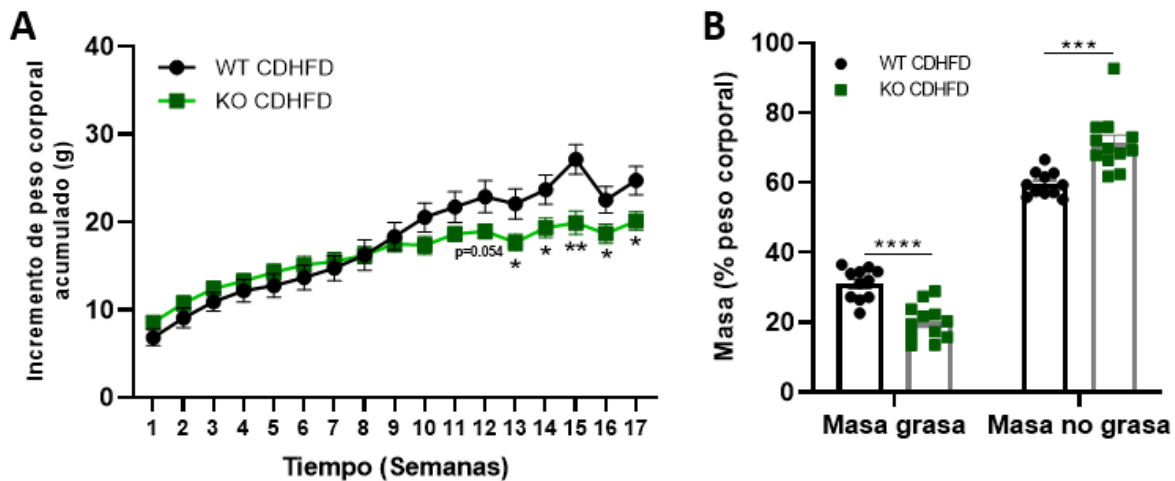 A
Incremento de peso corporal
acumulado (g)
40
30
20
10
0
WT CDHFD
KO CDHFD
p=0.054
*
*
**
*
*
1 2 3 4 5 6 7 8 9 10 11 12 13 14 15 16 17
Tiempo (Semanas)
B
Masa (% peso corporal)
100
80
60
40
20
0
WT CDHFD
KO CDHFD
****
***
Masa grasa Masa no grasa